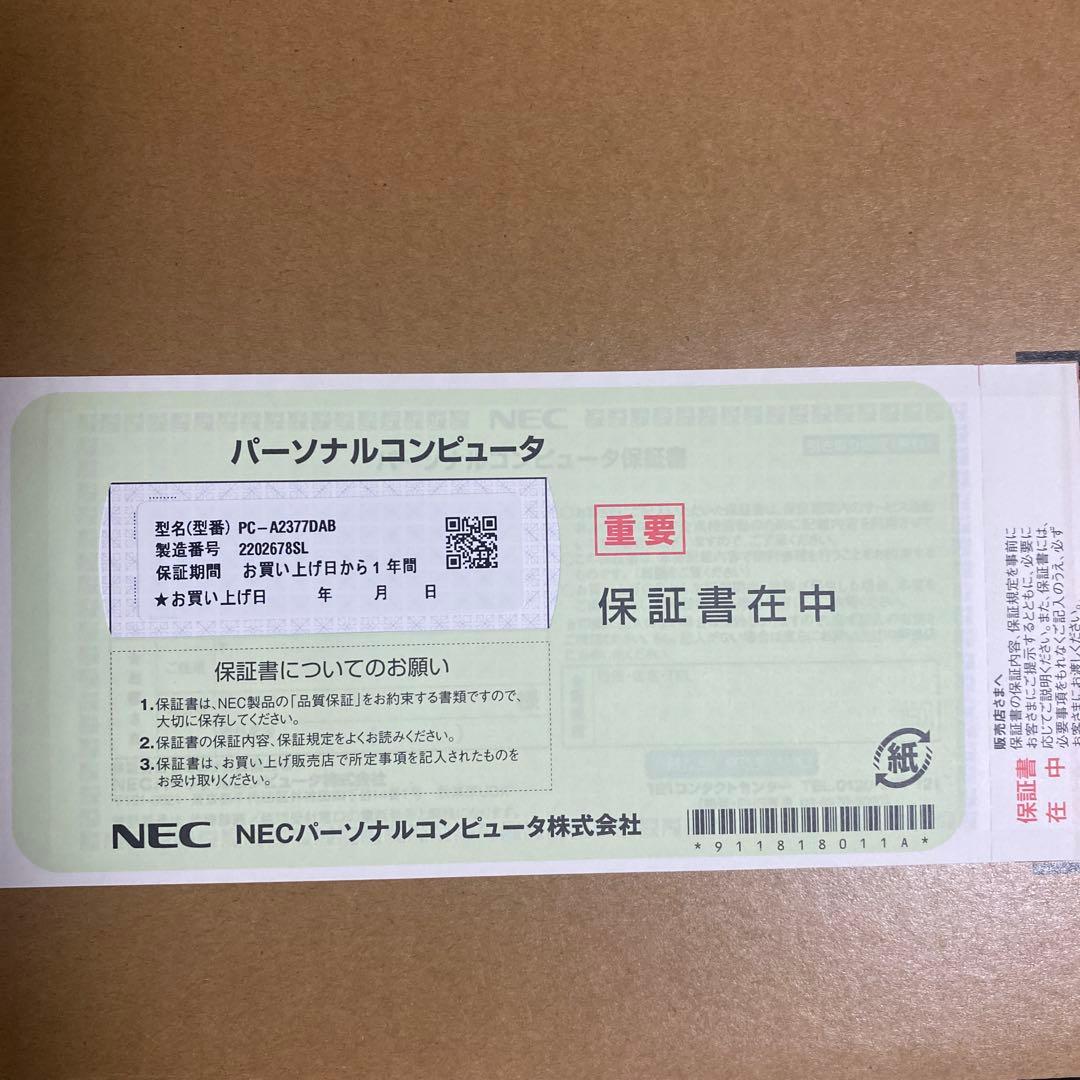 パーソナルコンピュータ
型名(型番) PC-A2377DAB
製造番号 2202678SL
保証期間 お買い上げ日から1年間
★お買い上げ日 年 月 日
重要
保証書在中
保証書についてのお願い
1.保証書は、NEC製品の「品質保証」をお約束する書類ですので、
大切に保存してください。
2.保証書の保証内容、保証規定をよくお読みください。
3.保証書は、お買い上げ販売店で所定事項を記入されたものを
お受け取りください。
紙
NEC NECパーソナルコンピュータ株式会社
*911818011A*
販売店さまへ
保証書の保証内容、保証規定を事前に
お客さまにご提示するとともに、必要に
応じてご説明ください。また、保証書には、
必要事項をもれなくご記入のうえ、必ず
お客さまにお渡しください。
保証書
在中
NEC
パーソナルコンピュータ保証書